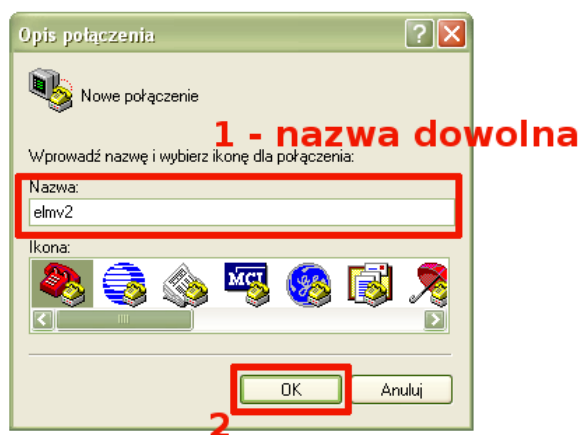 Opis połączenia
Nowe połączenie
1 - nazwa dowolna
Wprowadź nazwę i wybierz ikonę dla połączenia:
Nazwa:
elmv2
Ikona:
MCI
OK
Anuluj
2